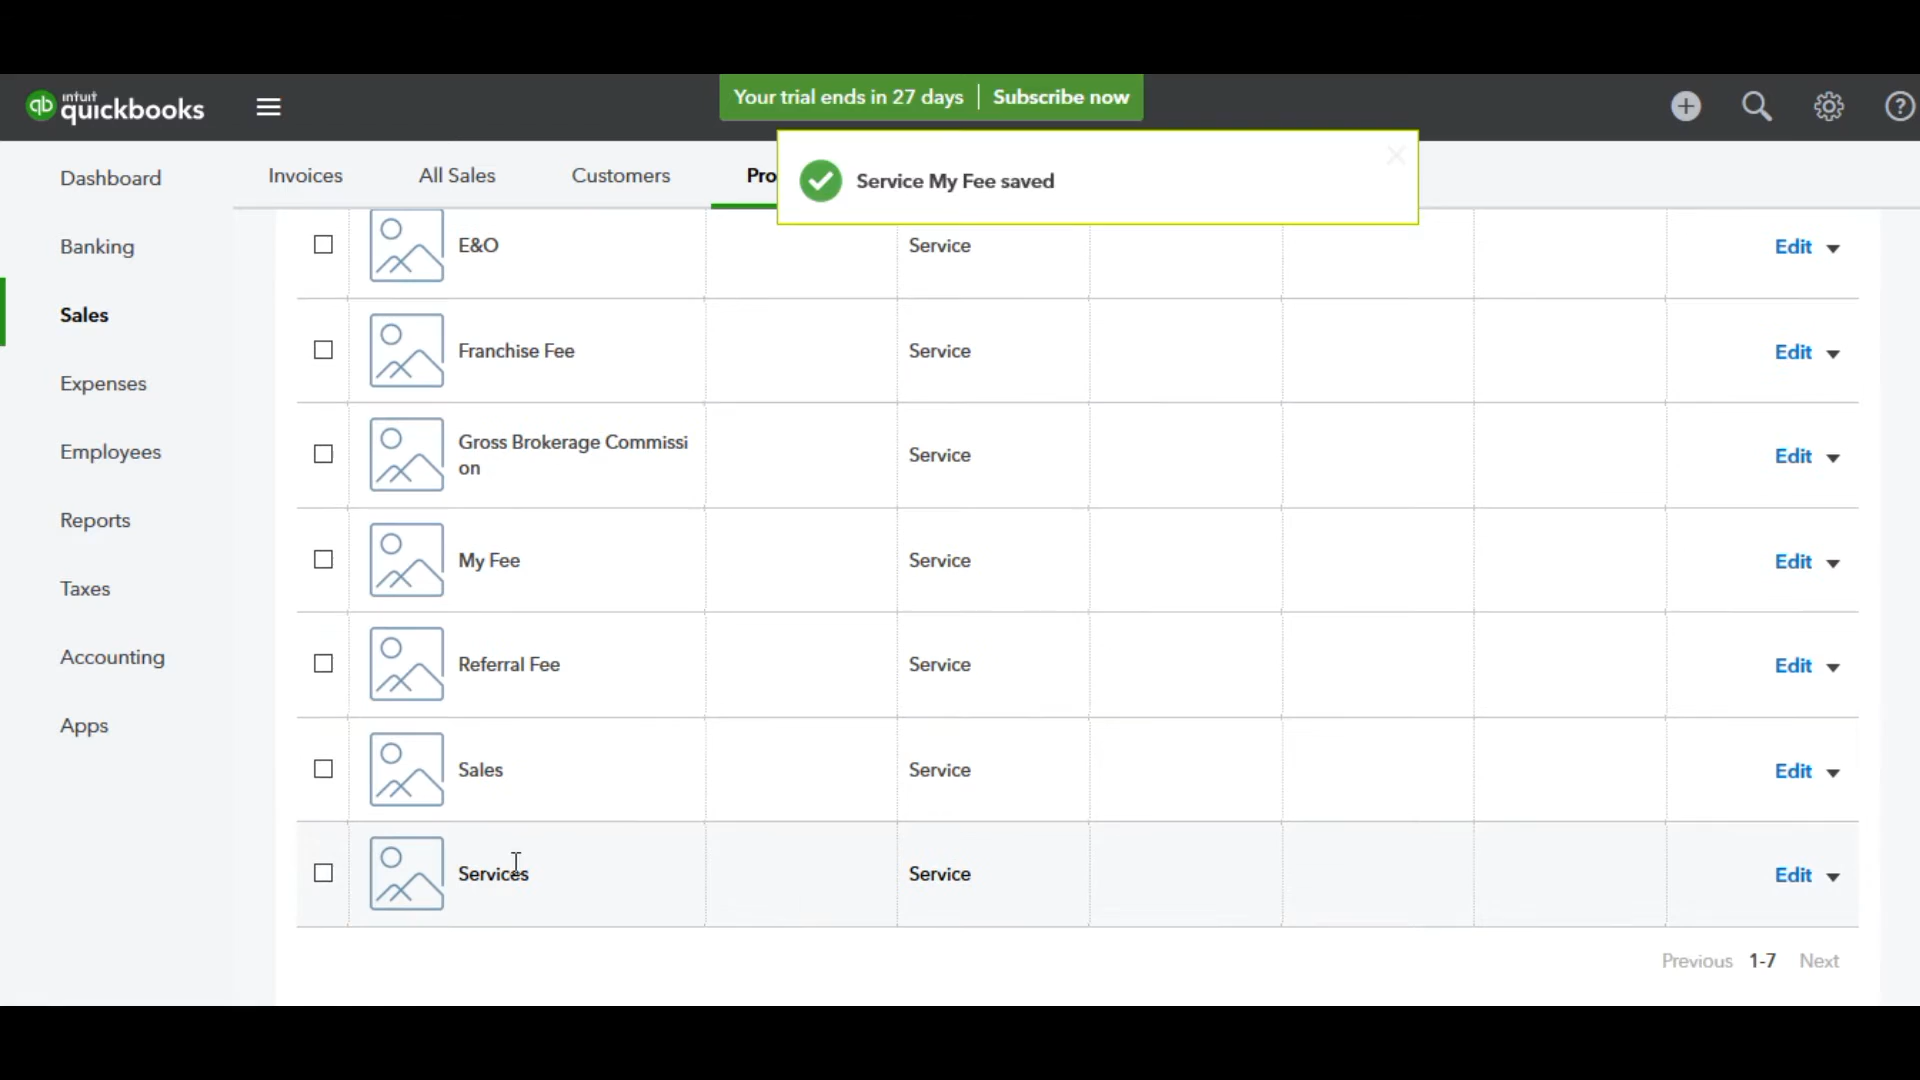 Your trial ends in 27 days | Subscribe now
intuit
qb quickbooks
Dashboard
Invoices
All Sales
Customers
Pro
Service My Fee saved
Banking
E&O
Service
Edit
Sales
Franchise Fee
Service
Edit
Expenses
Employees
Gross Brokerage Commissi
on
Service
Edit
Reports
My Fee
Service
Edit
Taxes
Accounting
Referral Fee
Service
Edit
Apps
Sales
Service
Edit
Services
Service
Edit
Previous 1-7 Next